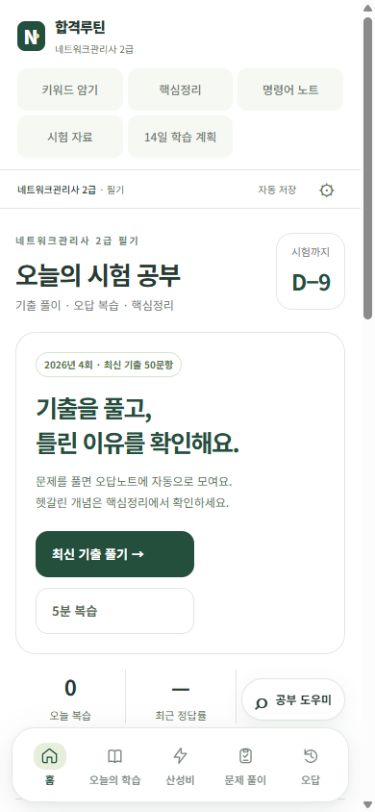 N
합격루틴
네트워크관리사 2급
키워드 암기
핵심정리
명령어 노트
시험 자료
14일 학습 계획
네트워크관리사 2급 · 필기
자동 저장
네트워크관리사 2급 필기
오늘의 시험 공부
기출 풀이 · 오답 복습 · 핵심정리
시험까지
D–9
2026년 4회 · 최신 기출 50문항
기출을 풀고,
틀린 이유를 확인해요.
문제를 풀면 오답노트에 자동으로 모여요.
헷갈린 개념은 핵심정리에서 확인하세요.
최신 기출 풀기 →
5분 복습
0
오늘 복습
—
최근 정답률
공부 도우미
홈
오늘의 학습
산성비
문제 풀이
오답